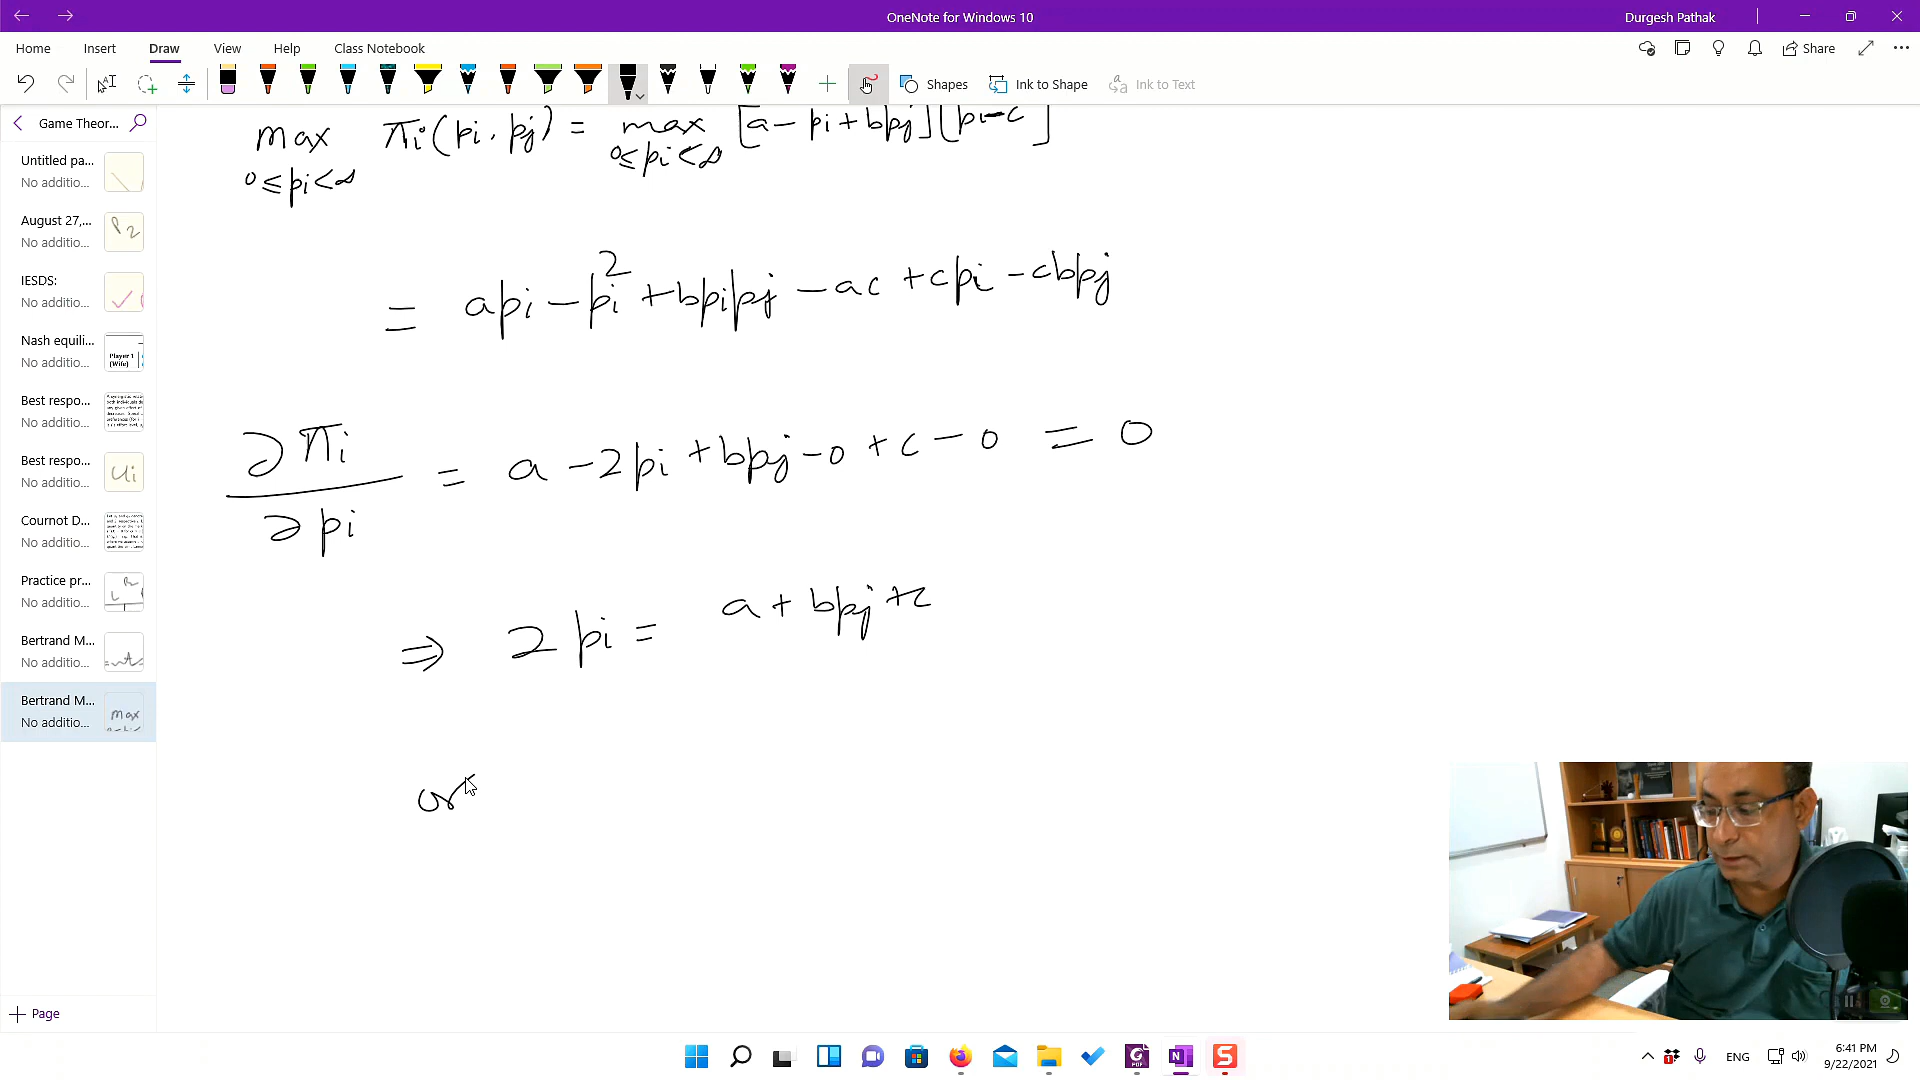 OneNote for Windows 10
Durgesh Pathak
Home Insert Draw View Help Class Notebook
Share
Shapes Ink to Shape Ink to Text
Game Theor...
Untitled pa...
No additio...
August 27,...
No additio...
IESDS:
No additio...
Nash equili...
No additio...
Player 1
(Wife)
Best respo...
No additio...
Best respo...
No additio...
ui
Cournot D...
No additio...
Practice pr...
No additio...
Bertrand M...
No additio...
Bertrand M...
No additio...
max
Page
max πi(pi, pj) = max [a - pi + bpj][pi - c]
0 ≤ pi < ∞ 0 ≤ pi < ∞
= api - pi² + bpipj - ac + cpi - cbpj
∂πi / ∂pi = a - 2pi + bpj - 0 + c - 0 = 0
⇒ 2pi = a + bpj + c
or
ENG
6:41 PM
9/22/2021